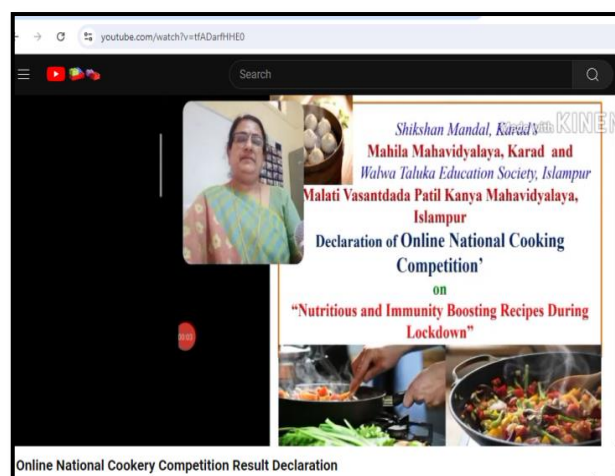 youtube.com/watch?v=tfADarfHHE0
Search
Shikshan Mandal, Karad's
Mahila Mahavidyalaya, Karad and
Walwa Taluka Education Society, Islampur
Malati Vasantdada Patil Kanya Mahavidyalaya,
Islampur
Declaration of Online National Cooking
Competition’
on
“Nutritious and Immunity Boosting Recipes During
Lockdown”
00:03
Online National Cookery Competition Result Declaration